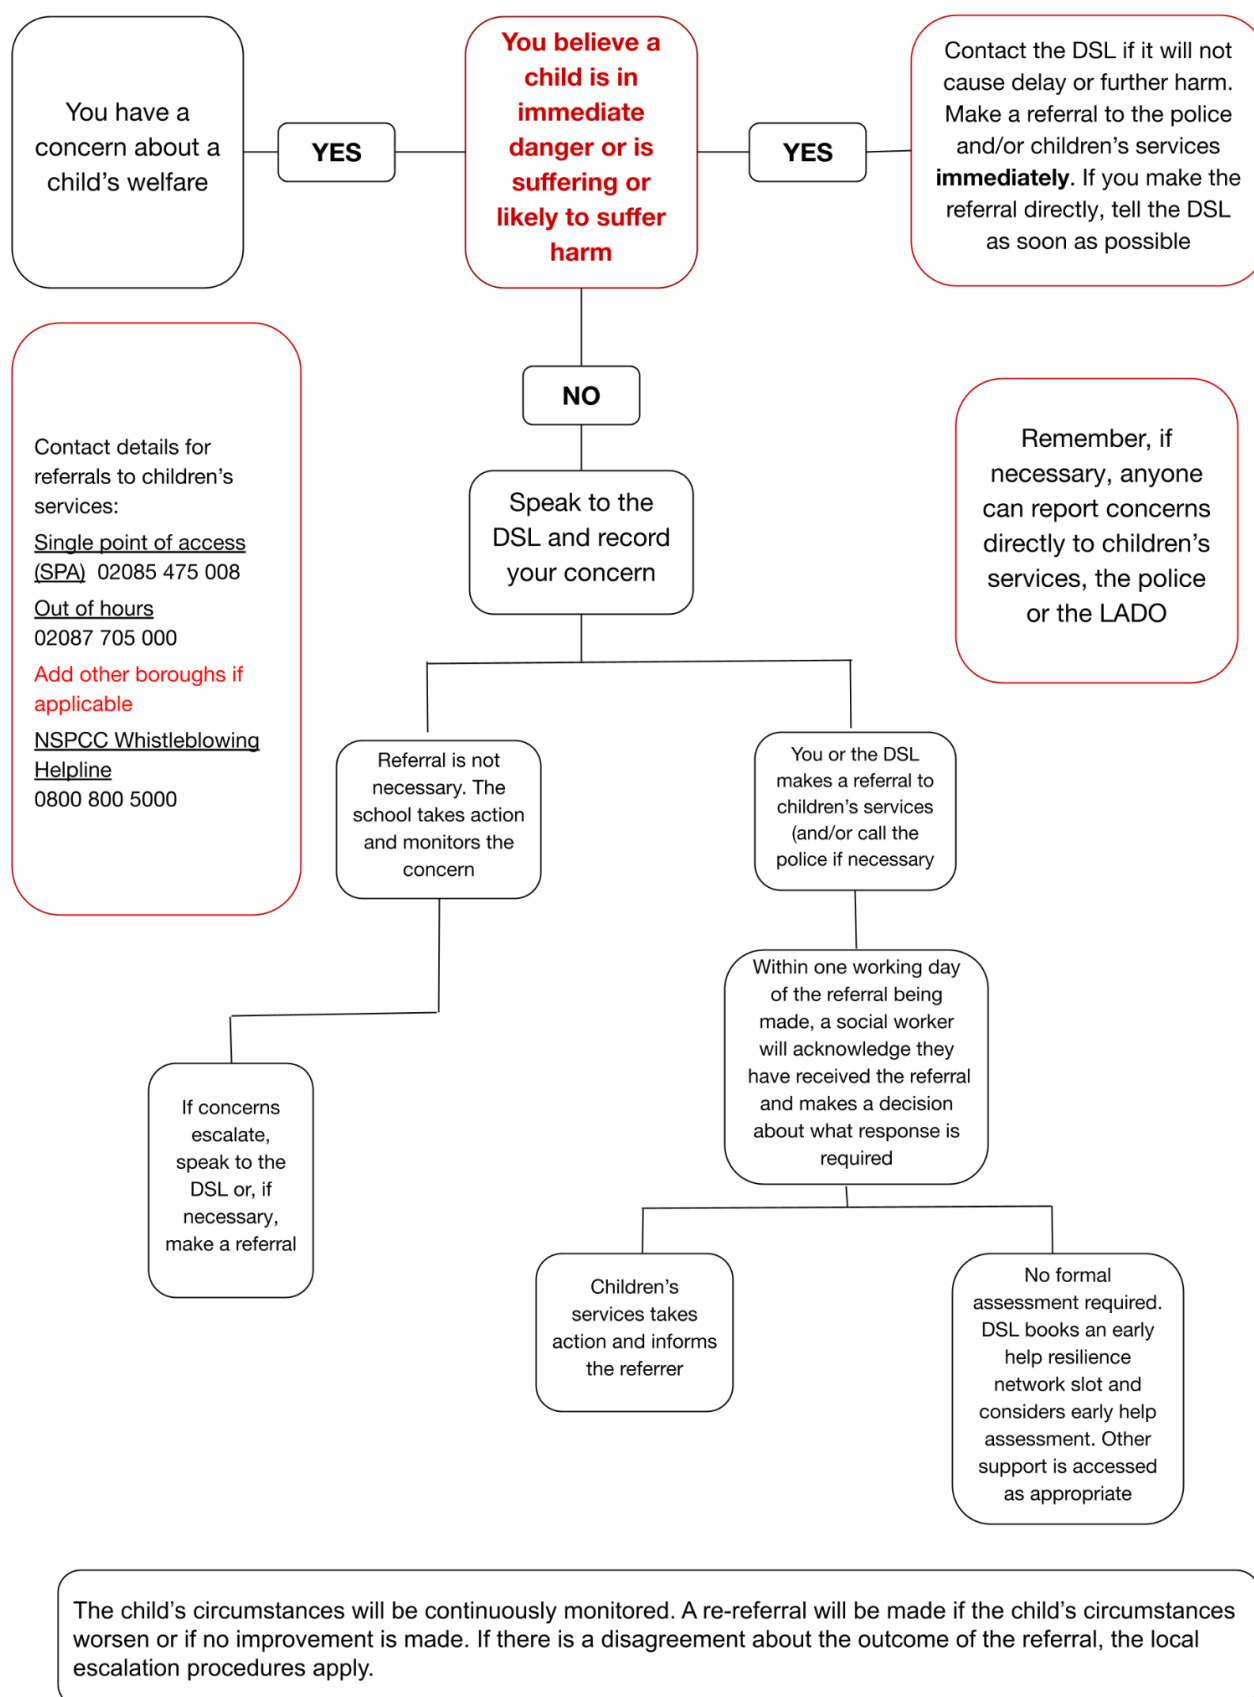 You have a
concern about a
child's welfare
YES
You believe a
child is in
immediate
danger or is
suffering or
likely to suffer
harm
YES
Contact the DSL if it will not
cause delay or further harm.
Make a referral to the police
and/or children's services
immediately. If you make the
referral directly, tell the DSL
as soon as possible
NO
Contact details for
referrals to children's
services:
Single point of access
(SPA)  02085 475 008
Out of hours
02087 705 000
Add other boroughs if
applicable
NSPCC Whistleblowing
Helpline
0800 800 5000
Speak to the
DSL and record
your concern
Remember, if
necessary, anyone
can report concerns
directly to children's
services, the police
or the LADO
Referral is not
necessary. The
school takes action
and monitors the
concern
You or the DSL
makes a referral to
children's services
(and/or call the
police if necessary
Within one working day
of the referral being
made, a social worker
will acknowledge they
have received the referral
and makes a decision
about what response is
required
If concerns
escalate,
speak to the
DSL or, if
necessary,
make a referral
Children's
services takes
action and informs
the referrer
No formal
assessment required.
DSL books an early
help resilience
network slot and
considers early help
assessment. Other
support is accessed
as appropriate
The child's circumstances will be continuously monitored. A re-referral will be made if the child's circumstances
worsen or if no improvement is made. If there is a disagreement about the outcome of the referral, the local
escalation procedures apply.